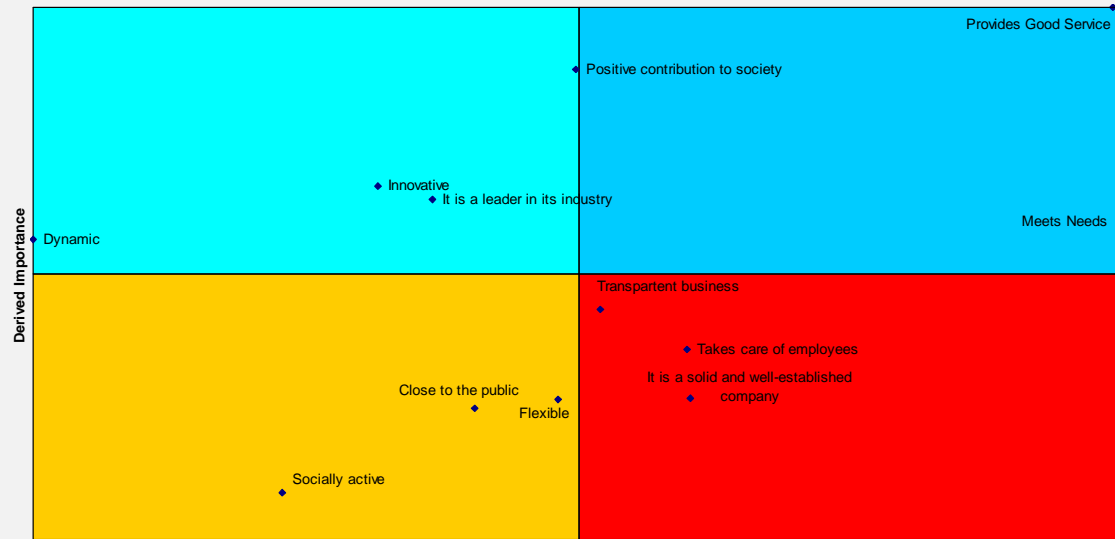 Provides Good Service
Positive contribution to society
Innovative
It is a leader in its industry
Meets Needs
Dynamic
Derived Importance
Transpartent business
Takes care of employees
It is a solid and well-established
company
Close to the public
Flexible
Socially active